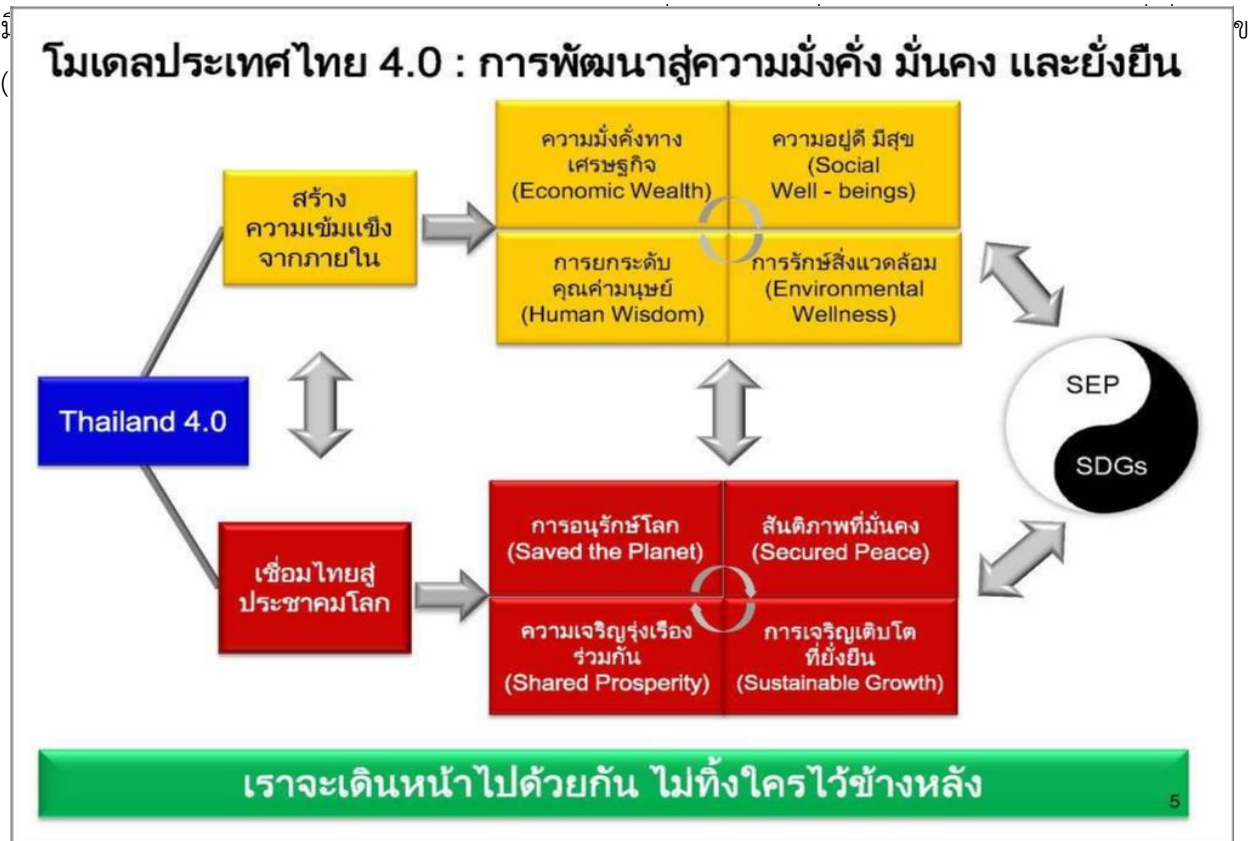 โมเดลประเทศไทย 4.0 : การพัฒนาสู่ความมั่งคั่ง มั่นคง และยั่งยืน
สร้าง
ความเข้มแข็ง
จากภายใน
ความมั่งคั่งทาง
เศรษฐกิจ
(Economic Wealth)
ความอยู่ดี มีสุข
(Social
Well - beings)
การยกระดับ
คุณค่ามนุษย์
(Human Wisdom)
การรักษ์สิ่งแวดล้อม
(Environmental
Wellness)
Thailand 4.0
SEP
SDGs
เชื่อมไทยสู่
ประชาคมโลก
การอนุรักษ์โลก
(Saved the Planet)
สันติภาพที่มั่นคง
(Secured Peace)
ความเจริญรุ่งเรือง
ร่วมกัน
(Shared Prosperity)
การเจริญเติบโต
ที่ยั่งยืน
(Sustainable Growth)
เราจะเดินหน้าไปด้วยกัน ไม่ทิ้งใครไว้ข้างหลัง
5